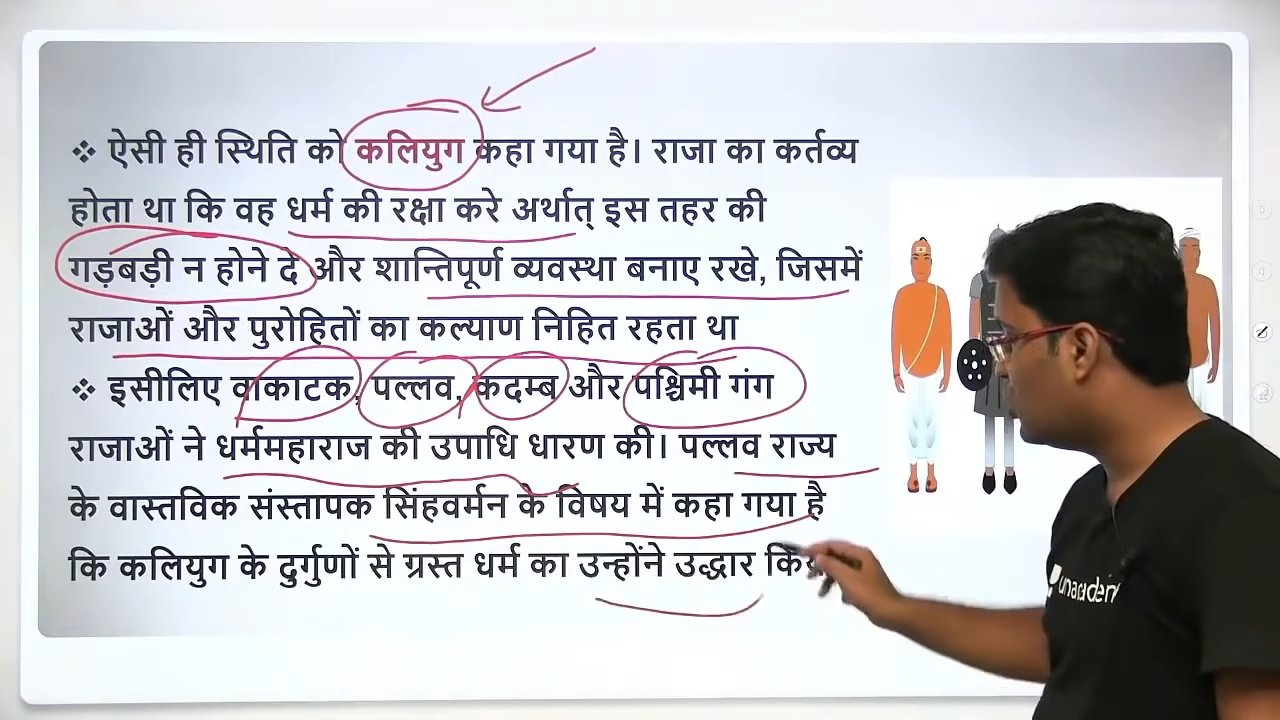 ❖ ऐसी ही स्थिति को कलियुग कहा गया है। राजा का कर्तव्य
होता था कि वह धर्म की रक्षा करे अर्थात् इस तहर की
गड़बड़ी न होने दे और शान्तिपूर्ण व्यवस्था बनाए रखे, जिसमें
राजाओं और पुरोहितों का कल्याण निहित रहता था
❖ इसीलिए वाकाटक, पल्लव, कदम्ब और पश्चिमी गंग
राजाओं ने धर्ममहाराज की उपाधि धारण की। पल्लव राज्य
के वास्तविक संस्तापक सिंहवर्मन के विषय में कहा गया है
कि कलियुग के दुर्गुणों से ग्रस्त धर्म का उन्होंने उद्धार